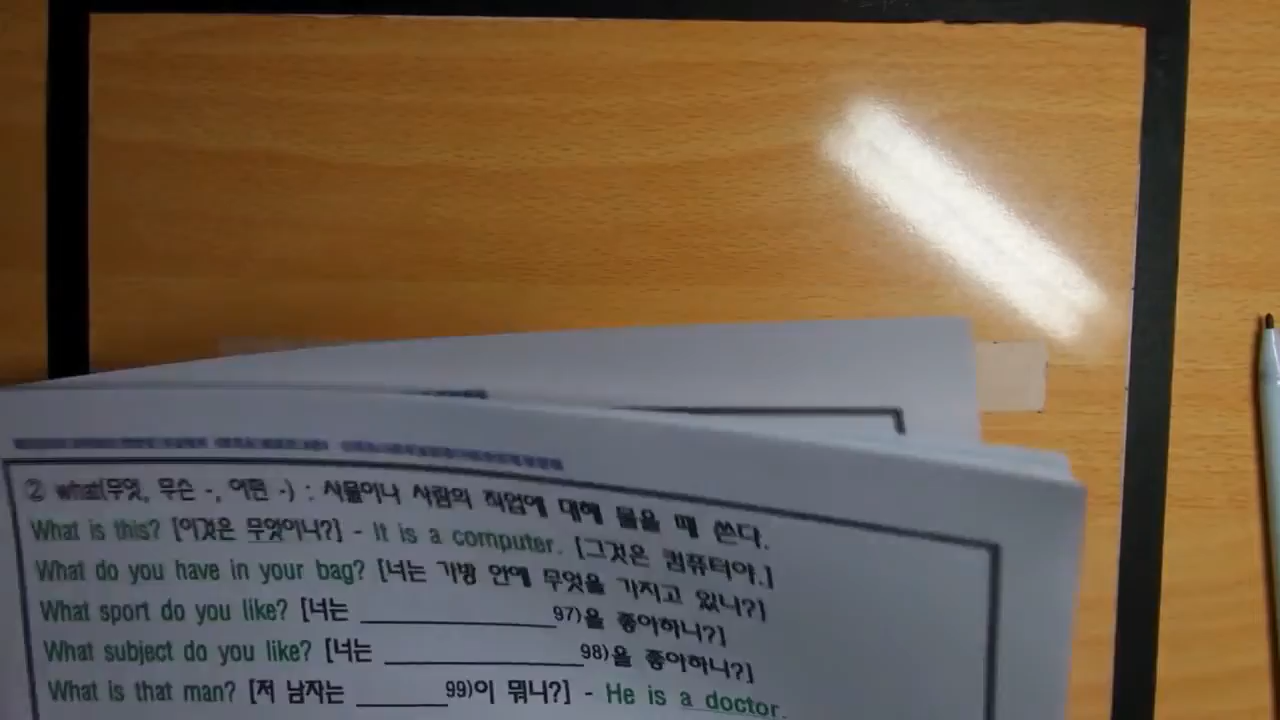 ② what(무엇, 무슨 -, 어떤 -) : 사물이나 사람의 직업에 대해 물을 때 쓴다.
What is this? [이것은 무엇이니?] - It is a computer. [그것은 컴퓨터야.]
What do you have in your bag? [너는 가방 안에 무엇을 가지고 있니?]
What sport do you like? [너는 ______________97)을 좋아하니?]
What subject do you like? [너는 ______________98)을 좋아하니?]
What is that man? [저 남자는 _______99)이 뭐니?] - He is a doctor.